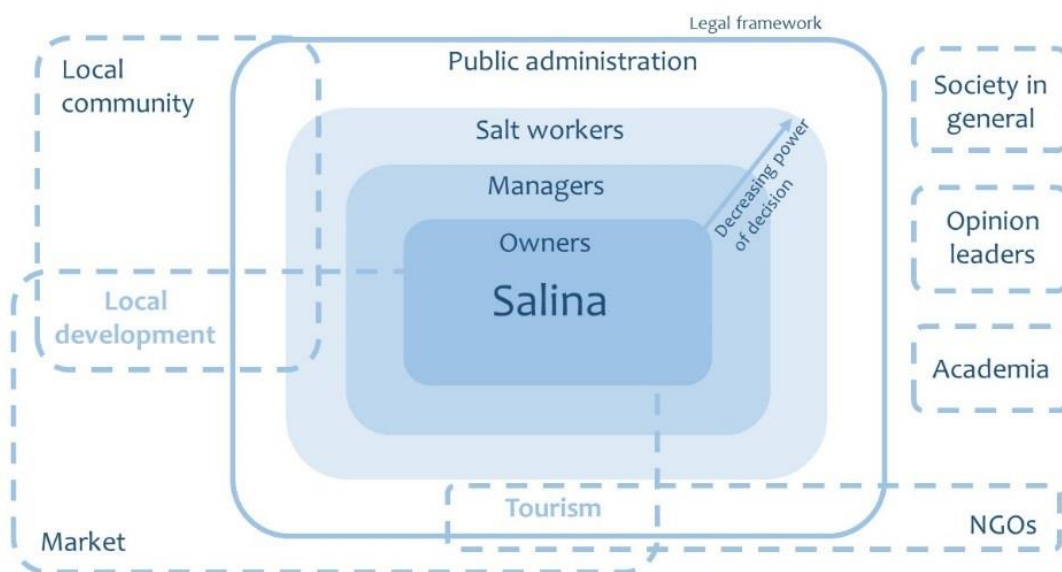 Legal framework
Local
community
Public administration
Society in
general
Salt workers
Decreasing power
of decision
Managers
Opinion
leaders
Owners
Salina
Local
development
Academia
Tourism
NGOs
Market